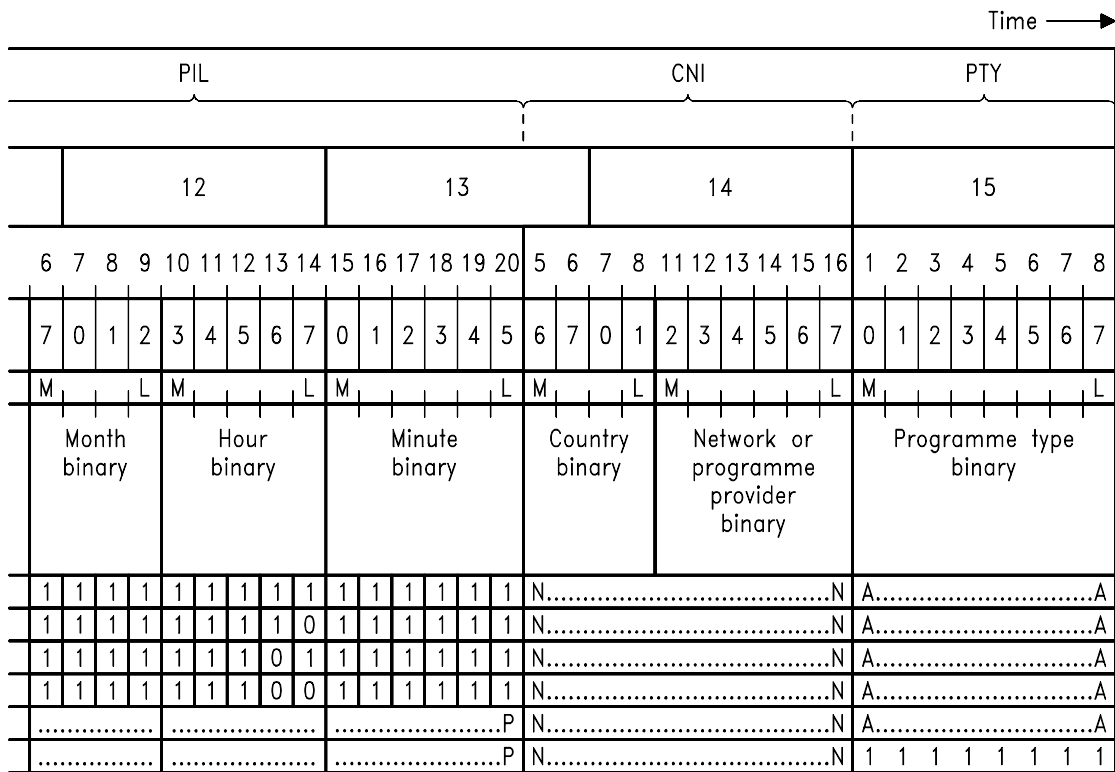 Time
PIL CNI PTY
12 13 14 15
6 7 8 9 10 11 12 13 14 15 16 17 18 19 20 5 6 7 8 11 12 13 14 15 16 1 2 3 4 5 6 7 8
7 0 1 2 3 4 5 6 7 0 1 2 3 4 5 6 7 0 1 2 3 4 5 6 7 0 1 2 3 4 5 6 7
M L M L M L M L M L M L
Month Hour Minute Country Network or Programme type
binary binary binary binary programme binary
provider
binary
1 1 1 1 1 1 1 1 1 1 1 1 1 1 1 N..........N A..........A
1 1 1 1 1 1 1 1 0 1 1 1 1 1 1 N..........N A..........A
1 1 1 1 1 1 1 0 1 1 1 1 1 1 1 N..........N A..........A
1 1 1 1 1 1 1 0 0 1 1 1 1 1 1 N..........N A..........A
.......... .......... ..........P N..........N A..........A
.......... .......... ..........P N..........N 1 1 1 1 1 1 1 1